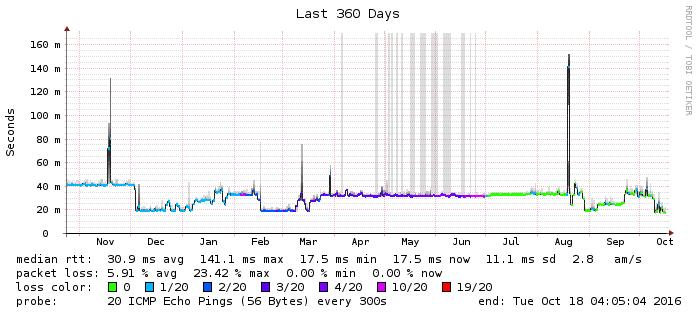 Last 360 Days
RRDTOOL / TOBI OETIKER
Seconds
160 m
140 m
120 m
100 m
80 m
60 m
40 m
20 m
0
Nov Dec Jan Feb Mar Apr May Jun Jul Aug Sep Oct
median rtt: 30.9 ms avg 141.1 ms max 17.5 ms min 17.5 ms now 11.1 ms sd 2.8 am/s
packet loss: 5.91 % avg 23.42 % max 0.00 % min 0.00 % now
loss color: 0 1/20 2/20 3/20 4/20 10/20 19/20
probe: 20 ICMP Echo Pings (56 Bytes) every 300s end: Tue Oct 18 04:05:04 2016